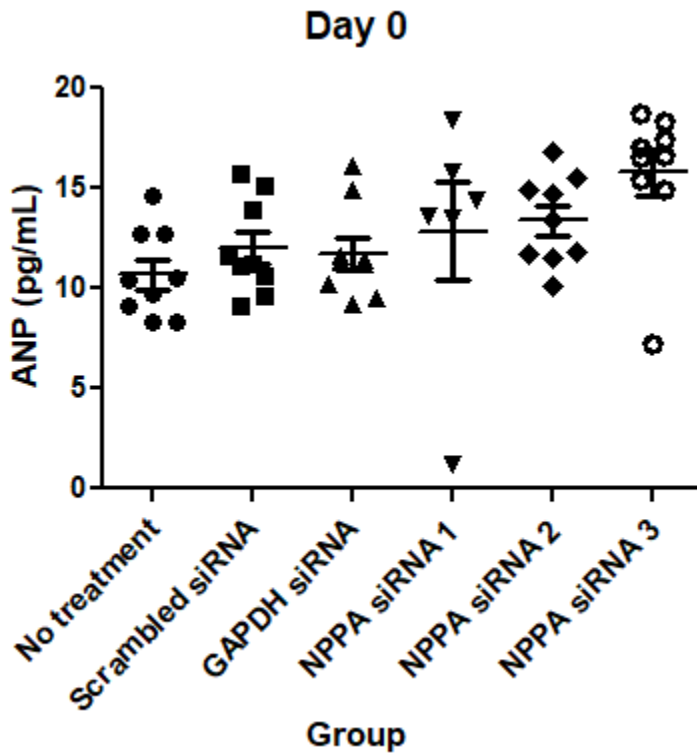 Day 0
ANP (pg/mL)
20
15
10
5
0
No treatment
Scrambled siRNA
GAPDH siRNA
NPPA siRNA 1
NPPA siRNA 2
NPPA siRNA 3
Group